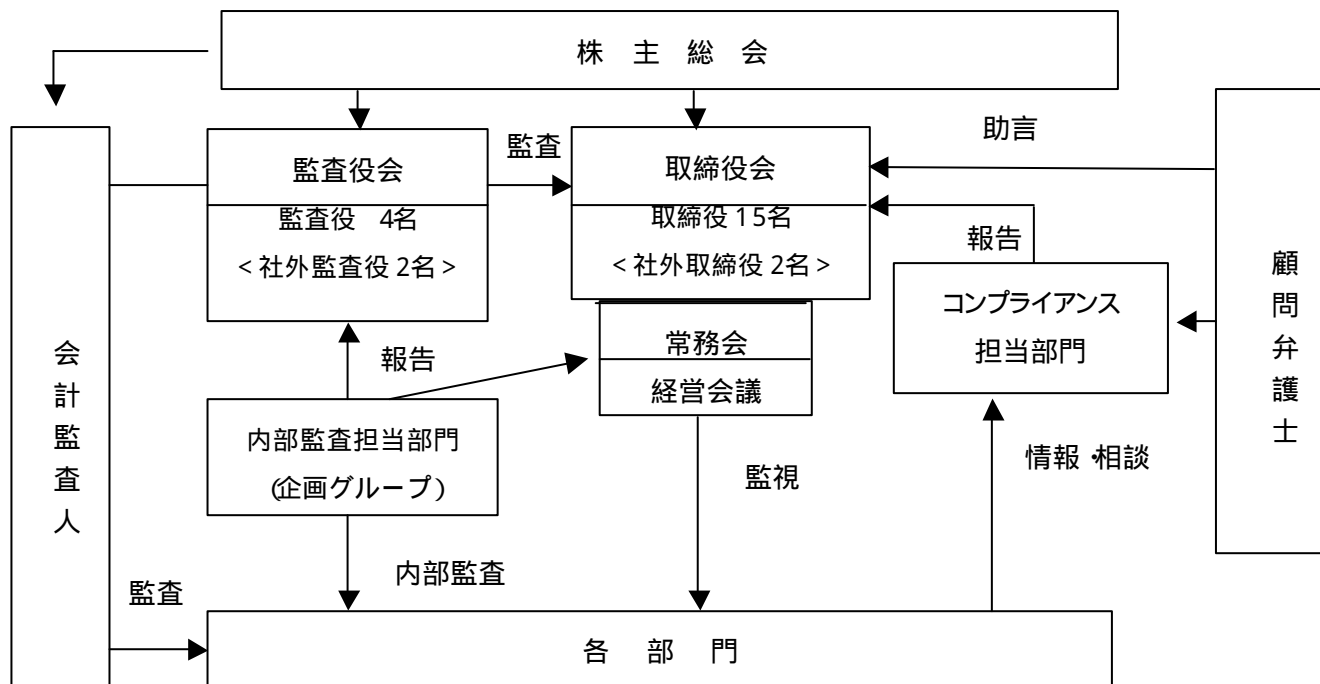 株 主 総 会
助言
監査役会
監査
取締役会
監査役 4名
取締役15名
<社外監査役2名>
<社外取締役2名>
報告
顧問弁護士
コンプライアンス
担当部門
会計監査人
報告
常務会
経営会議
内部監査担当部門
(企画グループ)
監視
情報・相談
内部監査
監査
各 部 門